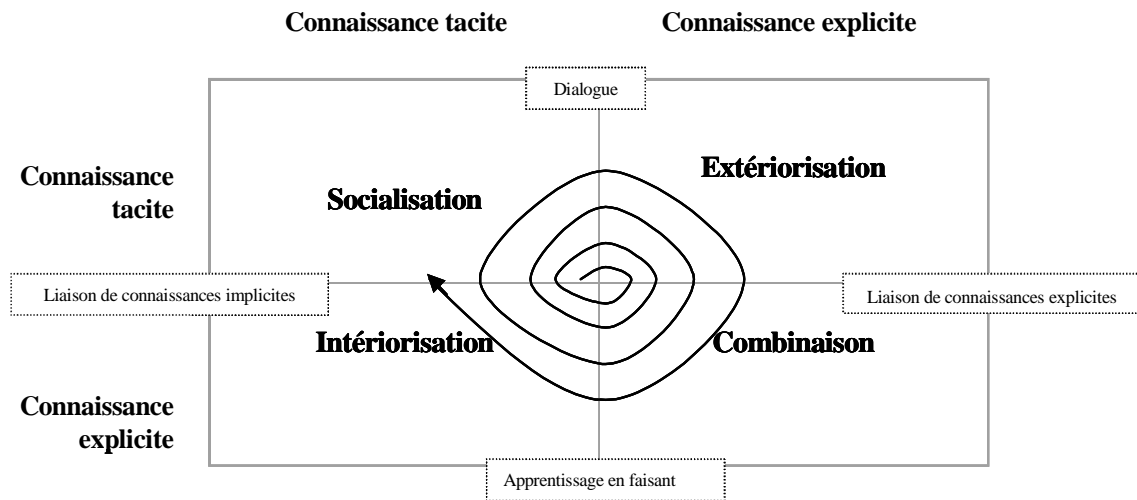 Connaissance tacite
Connaissance explicite
Dialogue
Extériorisation
Connaissance
tacite
Socialisation
Liaison de connaissances implicites
Liaison de connaissances explicites
Intériorisation
Combinaison
Connaissance
explicite
Apprentissage en faisant